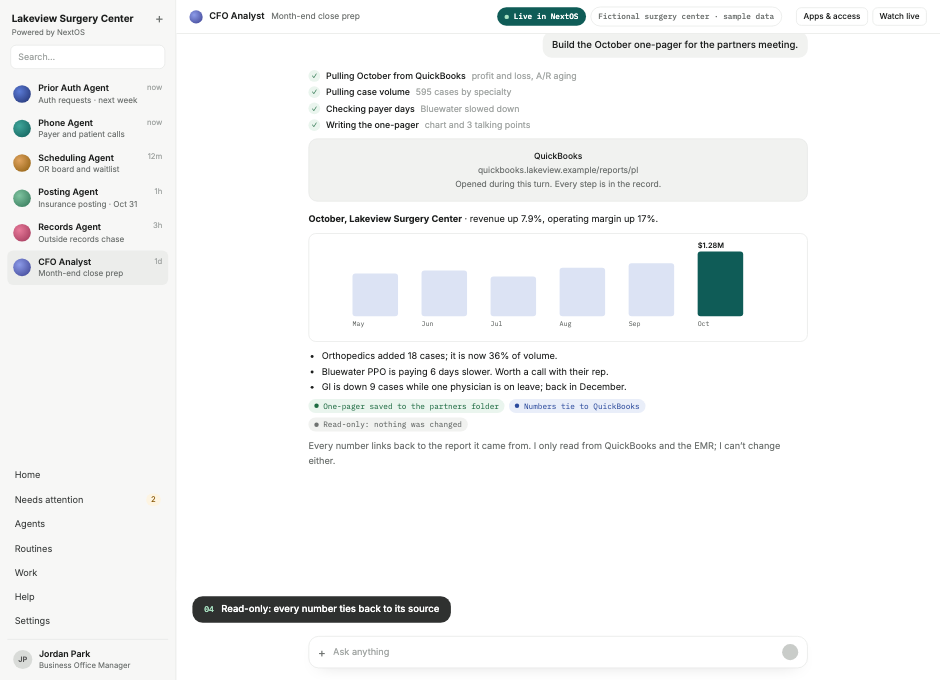 Lakeview Surgery Center
+
Powered by NextOS
Search...
Prior Auth Agent now
Auth requests · next week
Phone Agent now
Payer and patient calls
Scheduling Agent 12m
OR board and waitlist
Posting Agent 1h
Insurance posting · Oct 31
Records Agent 3h
Outside records chase
CFO Analyst 1d
Month-end close prep
Home
Needs attention 2
Agents
Routines
Work
Help
Settings
JP
Jordan Park
Business Office Manager
CFO Analyst Month-end close prep
Live in NextOS
Fictional surgery center · sample data
Apps & access
Watch live
Build the October one-pager for the partners meeting.
✓ Pulling October from QuickBooks profit and loss, A/R aging
✓ Pulling case volume 595 cases by specialty
✓ Checking payer days Bluewater slowed down
✓ Writing the one-pager chart and 3 talking points
QuickBooks
quickbooks.lakeview.example/reports/pl
Opened during this turn. Every step is in the record.
October, Lakeview Surgery Center · revenue up 7.9%, operating margin up 17%.
$1.28M
May Jun Jul Aug Sep Oct
• Orthopedics added 18 cases; it is now 36% of volume.
• Bluewater PPO is paying 6 days slower. Worth a call with their rep.
• GI is down 9 cases while one physician is on leave; back in December.
One-pager saved to the partners folder
Numbers tie to QuickBooks
Read-only: nothing was changed
Every number links back to the report it came from. I only read from QuickBooks and the EMR; I can't change
either.
04 Read-only: every number ties back to its source
+ Ask anything